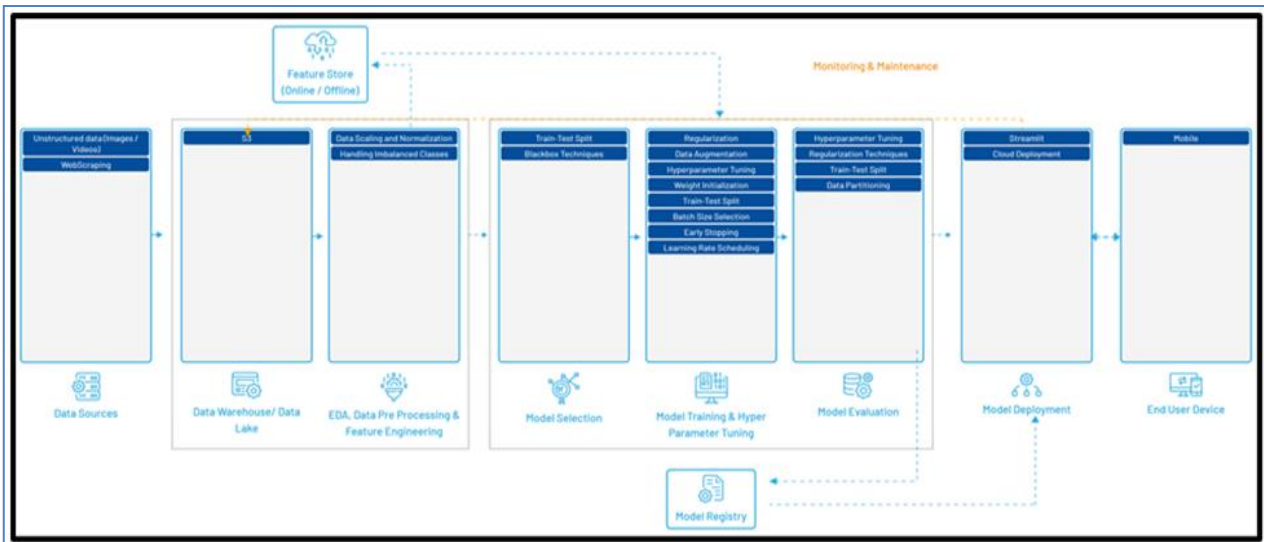 Feature Store
(Online / Offline)
Monitoring & Maintenance
Unstructured data(Images /
Videos)
WebScraping
S3
Data Scaling and Normalization
Handling Imbalanced Classes
Train-Test Split
Blackbox Techniques
Regularization
Data Augmentation
Hyperparameter Tuning
Weight Initialization
Train-Test Split
Batch Size Selection
Early Stopping
Learning Rate Scheduling
Hyperparameter Tuning
Regularization Techniques
Train-Test Split
Data Partitioning
Streamlit
Cloud Deployment
Mobile
Data Sources
Data Warehouse/ Data
Lake
EDA, Data Pre Processing &
Feature Engineering
Model Selection
Model Training & Hyper
Parameter Tuning
Model Evaluation
Model Deployment
End User Device
Model Registry